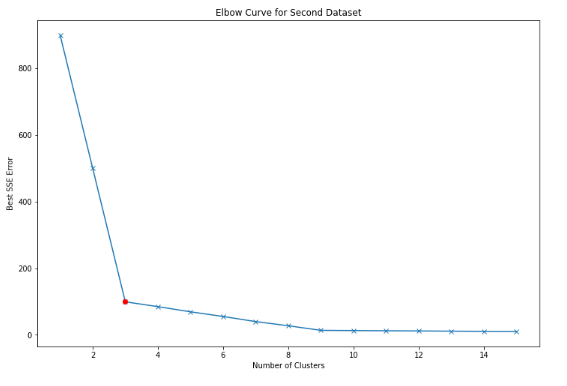 Elbow Curve for Second Dataset
800
600
400
200
0
Best SSE Error
2 4 6 8 10 12 14
Number of Clusters